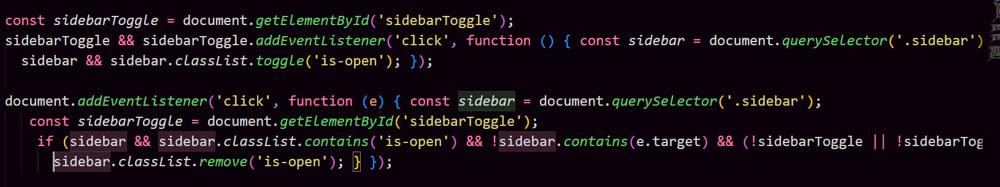 const sidebarToggle = document.getElementById('sidebarToggle');
sidebarToggle && sidebarToggle.addEventListener('click', function () { const sidebar = document.querySelector('.sidebar')
sidebar && sidebar.classList.toggle('is-open'); });
document.addEventListener('click', function (e) { const sidebar = document.querySelector('.sidebar');
const sidebarToggle = document.getElementById('sidebarToggle');
if (sidebar && sidebar.classList.contains('is-open') && !sidebar.contains(e.target) && (!sidebarToggle || !sidebarTog
sidebar.classList.remove('is-open'); } });